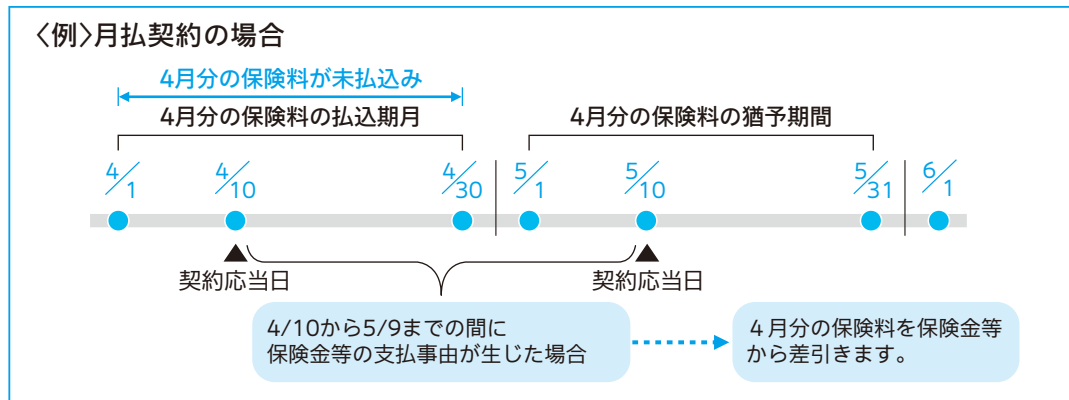 〈例〉月払契約の場合
4月分の保険料が未払込み
4月分の保険料の払込期月
4月分の保険料の猶予期間
4/1
4/10
4/30
5/1
5/10
5/31
6/1
▲
契約応当日
▲
契約応当日
4/10から5/9までの間に
保険金等の支払事由が生じた場合
４月分の保険料を保険金等
から差引きます。